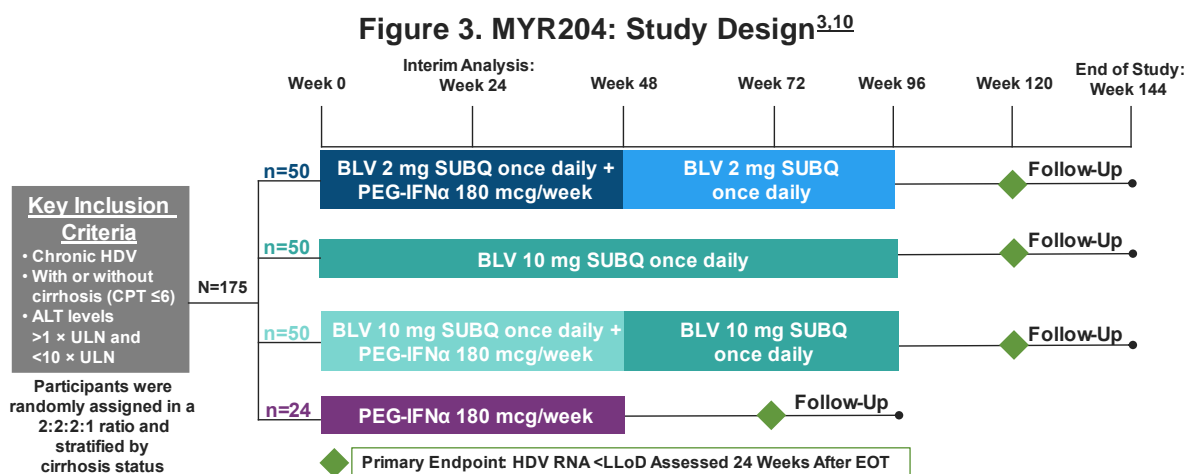 Figure 3. MYR204: Study Design3,10
Interim Analysis:
End of Study:
Week 0
Week 24
Week 48
Week 72
Week 96
Week 120
Week 144
n=50
BLV 2 mg SUBQ once daily +
PEG-IFNα 180 mcg/week
BLV 2 mg SUBQ
once daily
Follow-Up
Key Inclusion
Criteria
• Chronic HDV
• With or without
cirrhosis (CPT ≤6)
• ALT levels
>1 × ULN and
<10 × ULN
N=175
n=50
BLV 10 mg SUBQ once daily
Follow-Up
n=50
BLV 10 mg SUBQ once daily +
PEG-IFNα 180 mcg/week
BLV 10 mg SUBQ
once daily
Follow-Up
Participants were
randomly assigned in a
2:2:2:1 ratio and
stratified by
cirrhosis status
n=24
PEG-IFNα 180 mcg/week
Follow-Up
Primary Endpoint: HDV RNA <LLoD Assessed 24 Weeks After EOT